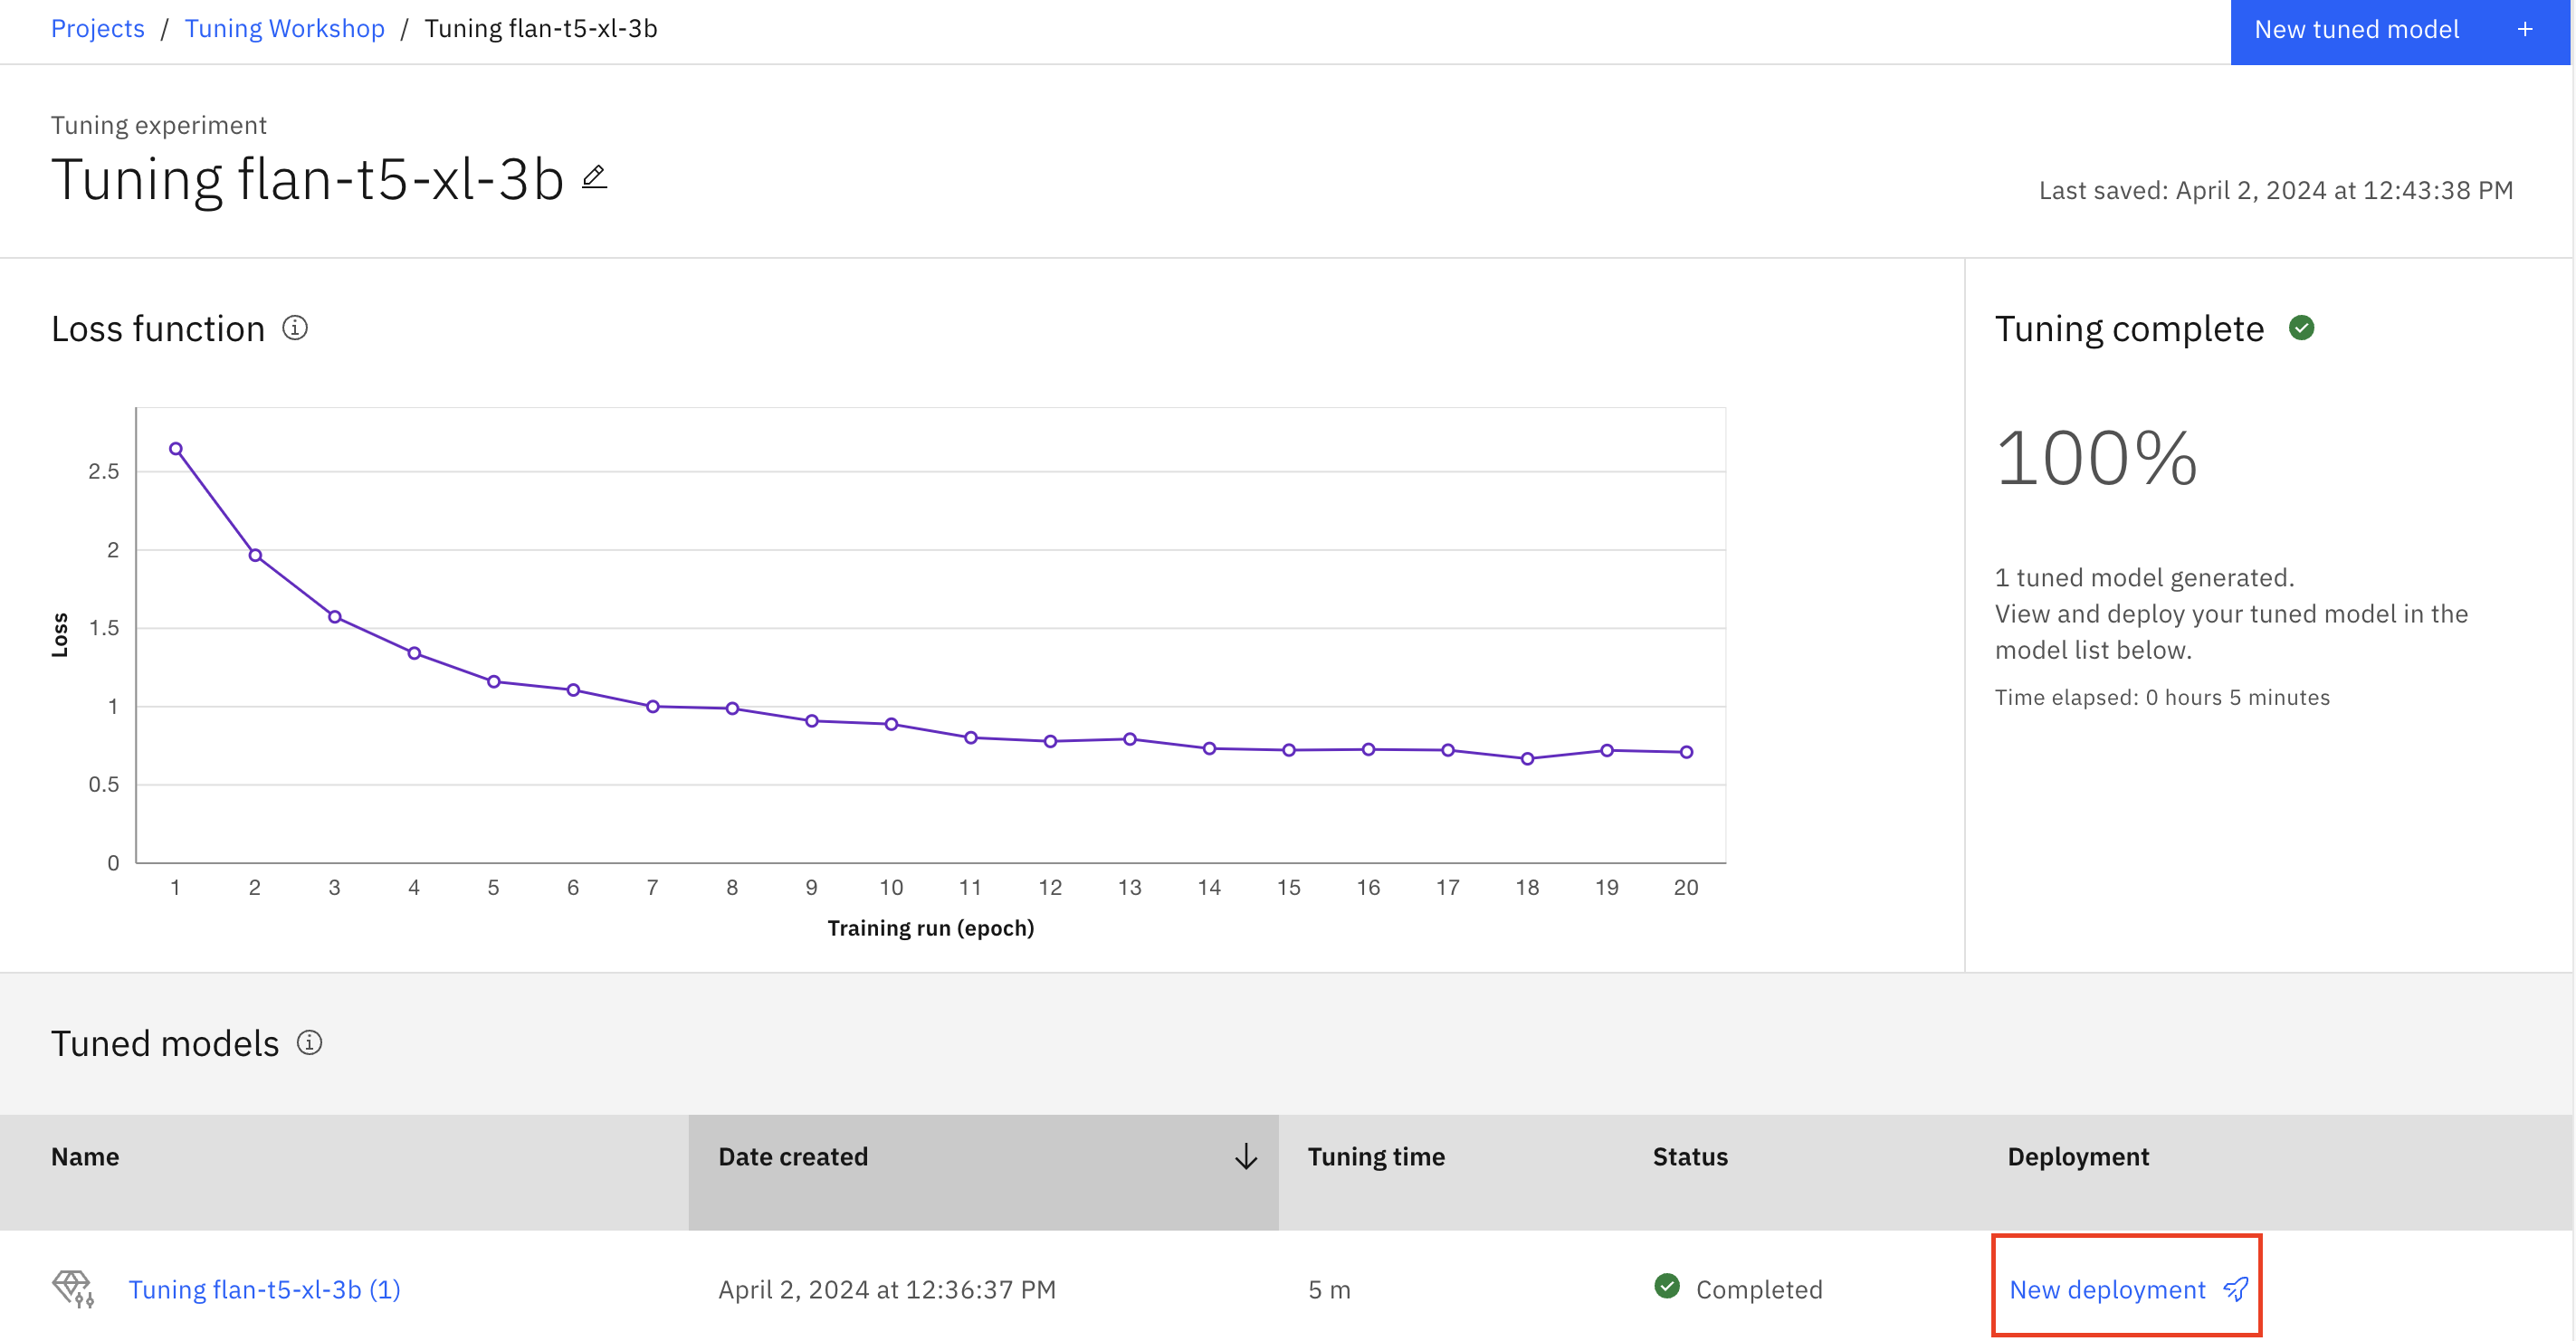 Projects / Tuning Workshop / Tuning flan-t5-xl-3b
New tuned model +
Tuning experiment
Tuning flan-t5-xl-3b
Last saved: April 2, 2024 at 12:43:38 PM
Loss function
Tuning complete
100%
1 tuned model generated.
View and deploy your tuned model in the
model list below.
Time elapsed: 0 hours 5 minutes
Loss
2.5
2
1.5
1
0.5
0
1 2 3 4 5 6 7 8 9 10 11 12 13 14 15 16 17 18 19 20
Training run (epoch)
Tuned models
Name Date created Tuning time Status Deployment
Tuning flan-t5-xl-3b (1) April 2, 2024 at 12:36:37 PM 5 m Completed New deployment